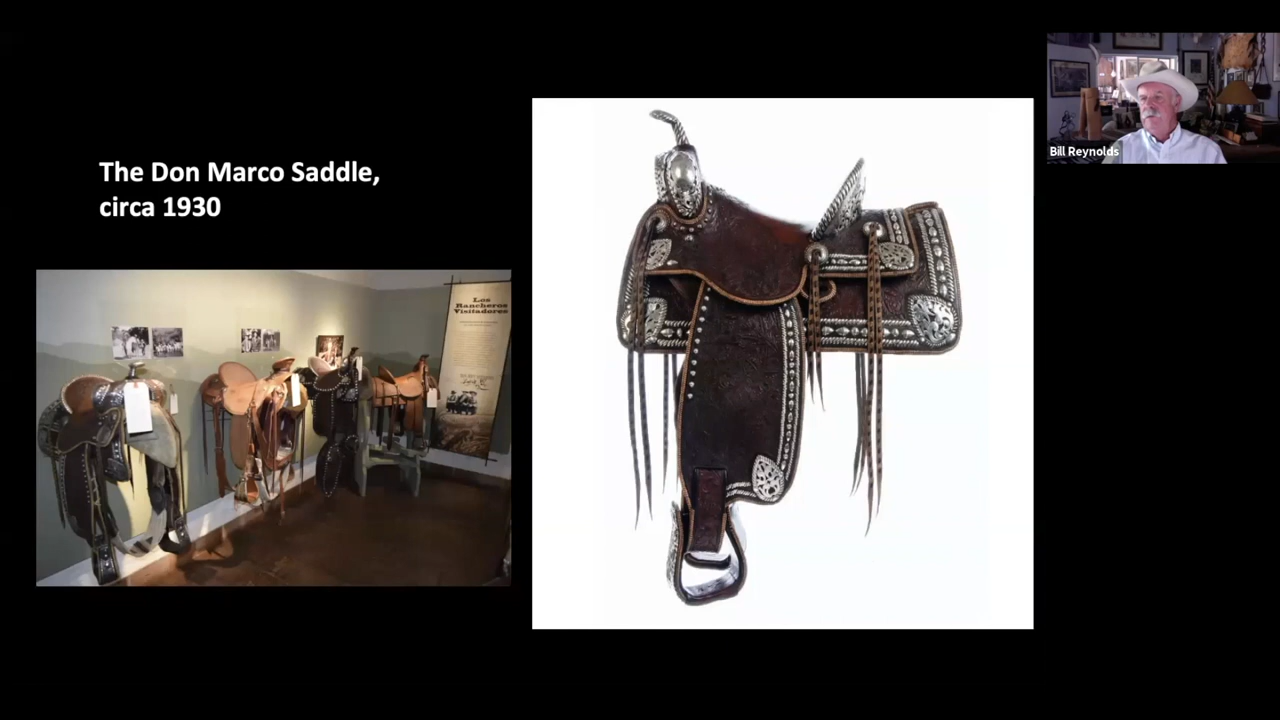 The Don Marco Saddle,
circa 1930
Los
Rancheros
Visitadores
Bill Reynolds